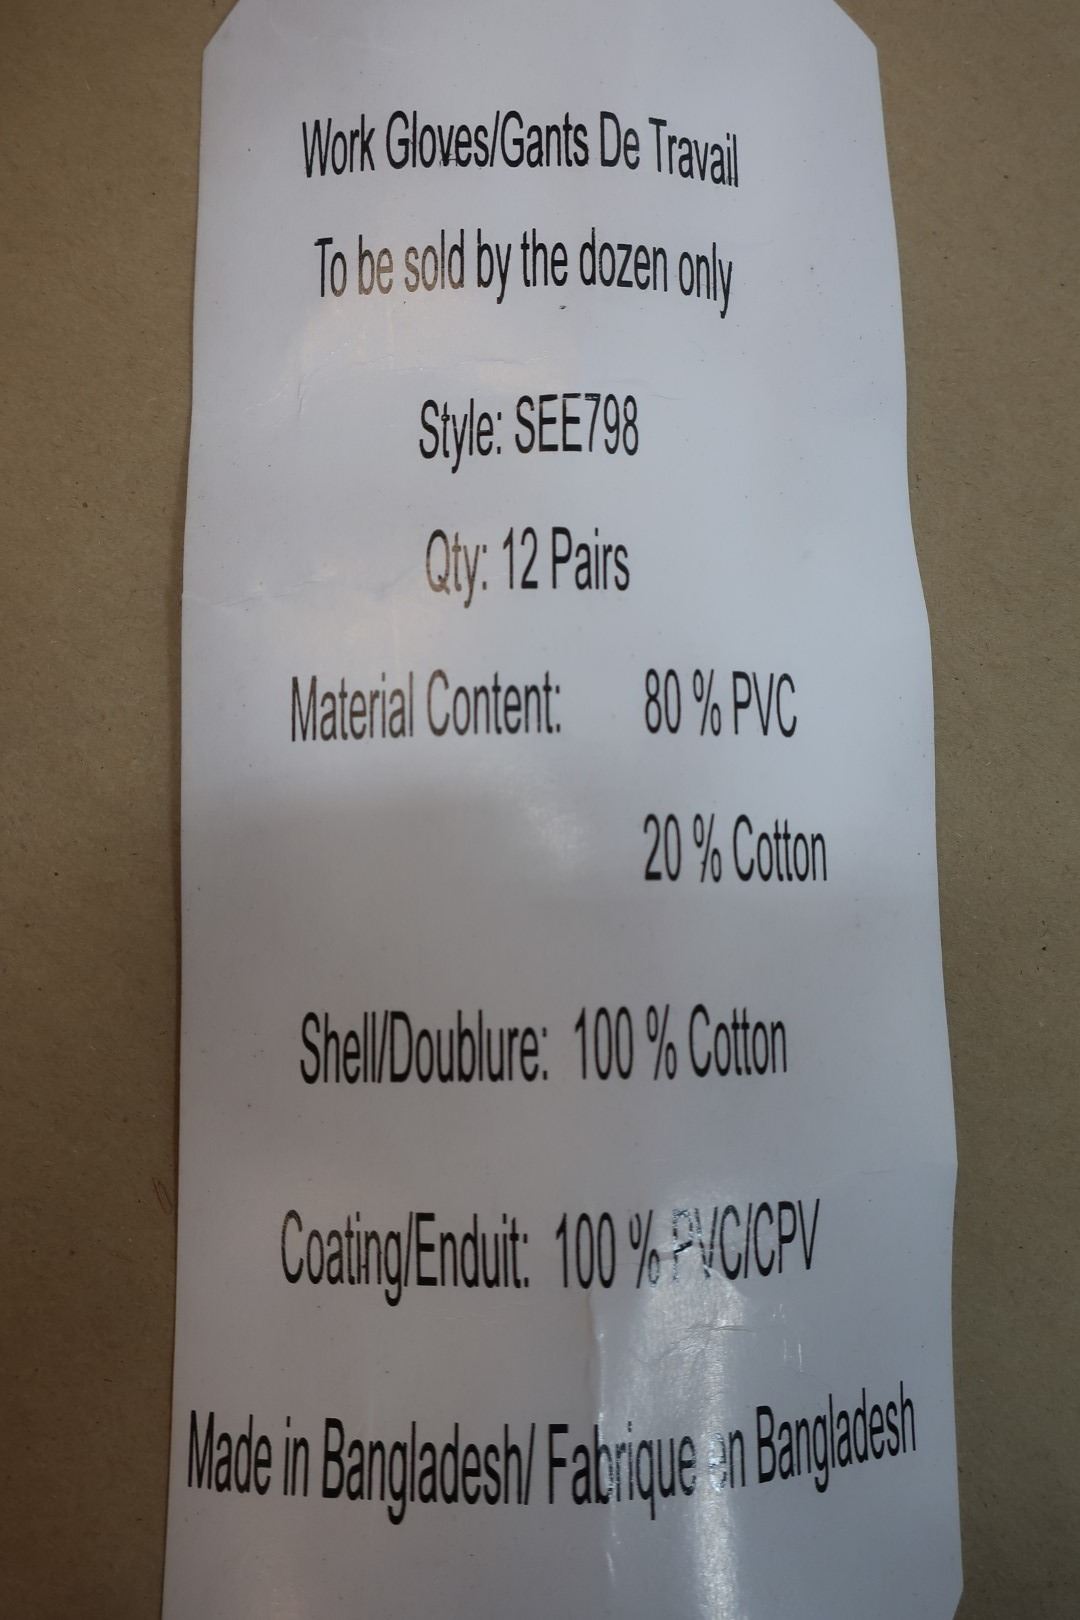 Work Gloves/Gants De Travail
To be sold by the dozen only
Style: SEE798
Qty: 12 Pairs
Material Content: 80 % PVC
20 % Cotton
Shell/Doublure: 100 % Cotton
Coating/Enduit: 100 % PVC/CPV
Made in Bangladesh/ Fabrique en Bangladesh